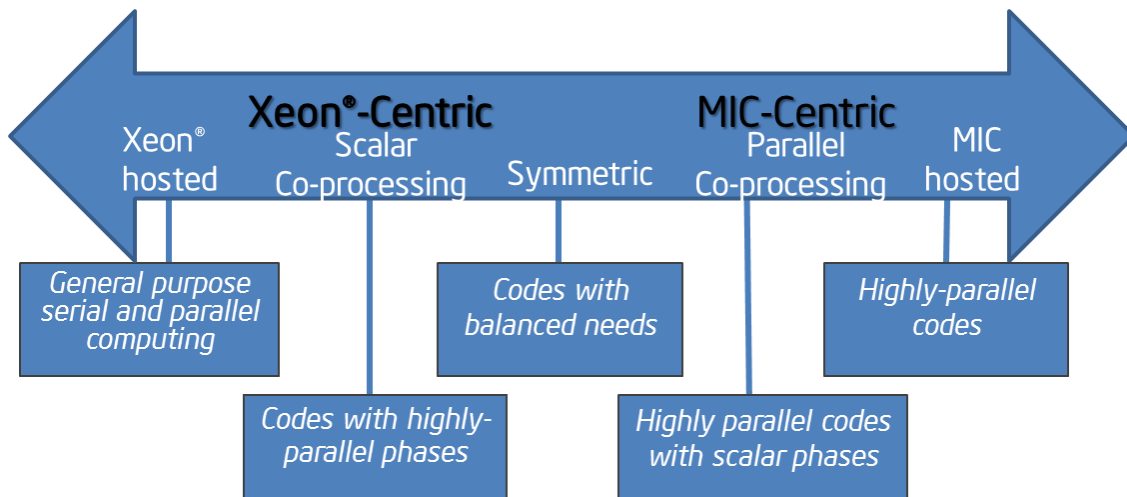 Xeon®-Centric
MIC-Centric
Xeon®
hosted
Scalar
Co-processing
Symmetric
Parallel
Co-processing
MIC
hosted
General purpose
serial and parallel
computing
Codes with highly-
parallel phases
Codes with
balanced needs
Highly parallel codes
with scalar phases
Highly-parallel
codes